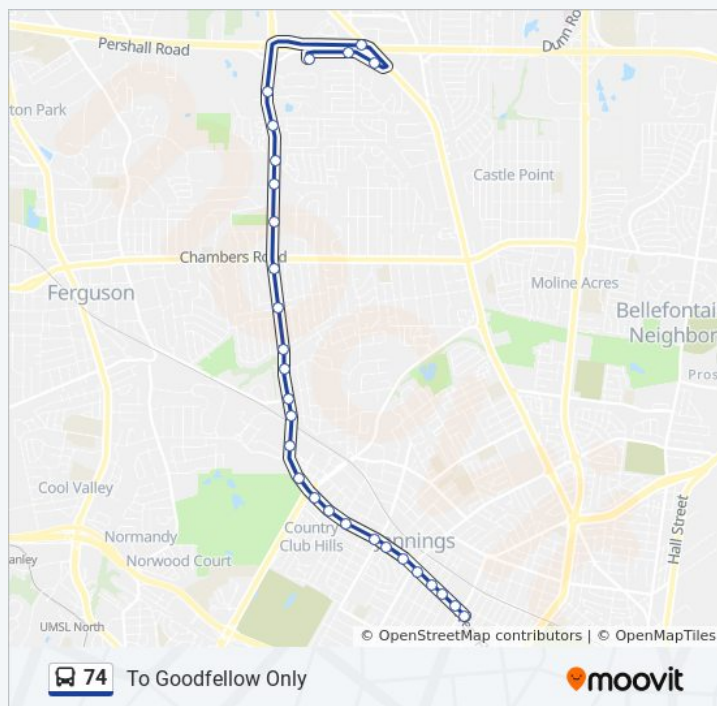 Pershall Road
Dunn Ro
ton Park
Castle Point
Chambers Road
Ferguson
Moline Acres
Bellefontai
Neighbor
Pros
Cool Valley
Normandy
Norwood Court
Country
Club Hills
Jennings
Hall Street
anley
UMSL North
© OpenStreetMap contributors | © OpenMapTiles
74 To Goodfellow Only
moovit